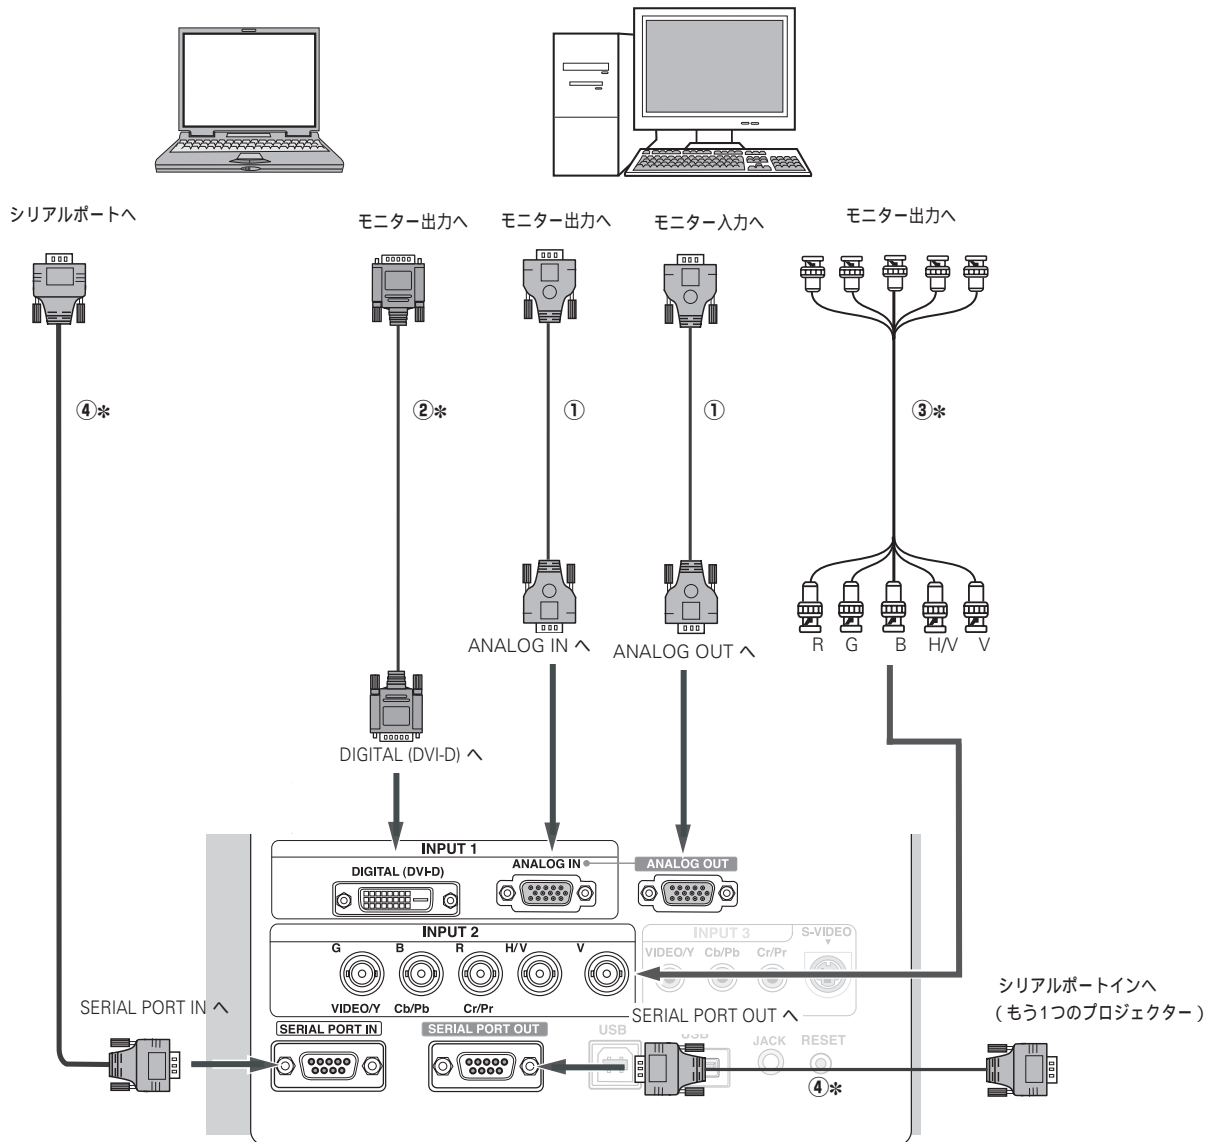 シリアルポートへ
モニター出力へ
モニター出力へ
モニター入力へ
モニター出力へ
④*
②*
①
①
③*
ANALOG IN へ
ANALOG OUT へ
R G B H/V V
DIGITAL (DVI-D) へ
INPUT 1
DIGITAL (DVI-D)
ANALOG IN
ANALOG OUT
INPUT 2
G B R H/V V
VIDEO/Y Cb/Pb Cr/Pr
INPUT 3
S-VIDEO
VIDEO/Y Cb/Pb Cr/Pr
SERIAL PORT IN へ
SERIAL PORT OUT へ
シリアルポートインへ
(もう1つのプロジェクター)
SERIAL PORT IN
SERIAL PORT OUT
USB
USB
JACK
RESET
④*